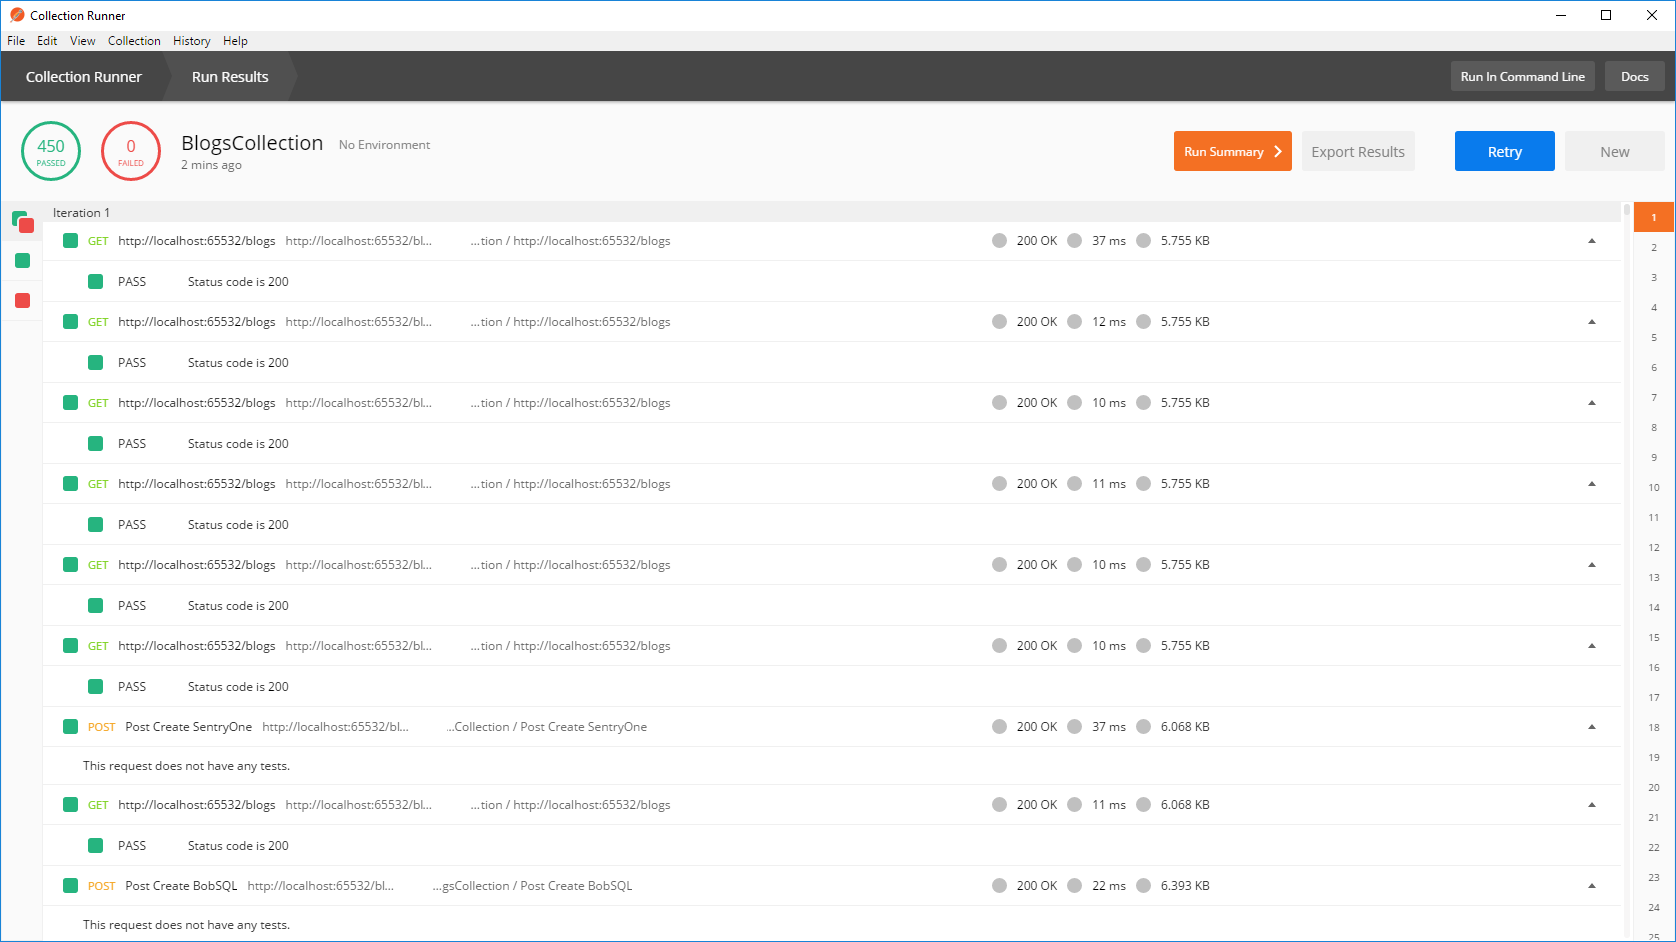 Collection Runner
File Edit View Collection History Help
Collection Runner Run Results Run In Command Line Docs
450 PASSED 0 FAILED BlogsCollection No Environment
2 mins ago
Run Summary Export Results Retry New
Iteration 1
GET http://localhost:65532/blogs http://localhost:65532/bl... ...tion / http://localhost:65532/blogs 200 OK 37 ms 5.755 KB
PASS Status code is 200
GET http://localhost:65532/blogs http://localhost:65532/bl... ...tion / http://localhost:65532/blogs 200 OK 12 ms 5.755 KB
PASS Status code is 200
GET http://localhost:65532/blogs http://localhost:65532/bl... ...tion / http://localhost:65532/blogs 200 OK 10 ms 5.755 KB
PASS Status code is 200
GET http://localhost:65532/blogs http://localhost:65532/bl... ...tion / http://localhost:65532/blogs 200 OK 11 ms 5.755 KB
PASS Status code is 200
GET http://localhost:65532/blogs http://localhost:65532/bl... ...tion / http://localhost:65532/blogs 200 OK 10 ms 5.755 KB
PASS Status code is 200
GET http://localhost:65532/blogs http://localhost:65532/bl... ...tion / http://localhost:65532/blogs 200 OK 10 ms 5.755 KB
PASS Status code is 200
POST Post Create SentryOne http://localhost:65532/bl... ...Collection / Post Create SentryOne 200 OK 37 ms 6.068 KB
This request does not have any tests.
GET http://localhost:65532/blogs http://localhost:65532/bl... ...tion / http://localhost:65532/blogs 200 OK 11 ms 6.068 KB
PASS Status code is 200
POST Post Create BobSQL http://localhost:65532/bl... ...gsCollection / Post Create BobSQL 200 OK 22 ms 6.393 KB
This request does not have any tests.
1
2
3
4
5
6
7
8
9
10
11
12
13
14
15
16
17
18
19
20
21
22
23
24
25